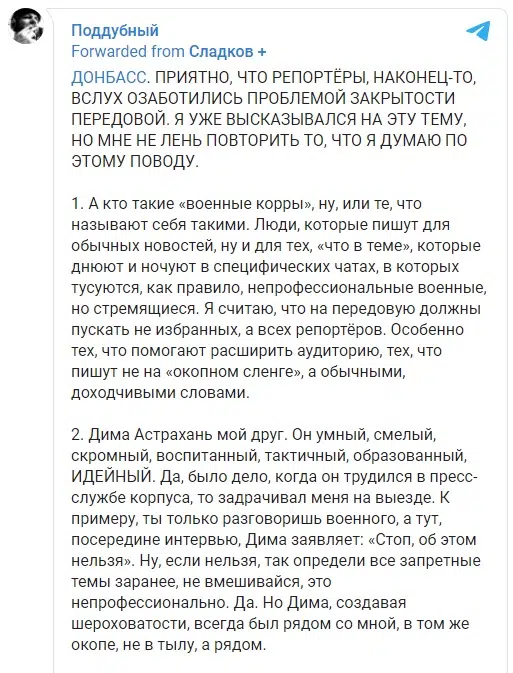 Поддубный
Forwarded from Сладков +
ДОНБАСС. ПРИЯТНО, ЧТО РЕПОРТЁРЫ, НАКОНЕЦ-ТО,
ВСЛУХ ОЗАБОТИЛИСЬ ПРОБЛЕМОЙ ЗАКРЫТОСТИ
ПЕРЕДОВОЙ. Я УЖЕ ВЫСКАЗЫВАЛСЯ НА ЭТУ ТЕМУ,
НО МНЕ НЕ ЛЕНЬ ПОВТОРИТЬ ТО, ЧТО Я ДУМАЮ ПО
ЭТОМУ ПОВОДУ.
1. А кто такие «военные корры», ну, или те, что
называют себя такими. Люди, которые пишут для
обычных новостей, ну и для тех, «что в теме», которые
днюют и ночуют в специфических чатах, в которых
тусуются, как правило, непрофессиональные военные,
но стремящиеся. Я считаю, что на передовую должны
пускать не избранных, а всех репортёров. Особенно
тех, что помогают расширить аудиторию, тех, что
пишут не на «окопном сленге», а обычными,
доходчивыми словами.
2. Дима Астрахань мой друг. Он умный, смелый,
скромный, воспитанный, тактичный, образованный,
ИДЕЙНЫЙ. Да, было дело, когда он трудился в пресс-
службе корпуса, то задрачивал меня на выезде. К
примеру, ты только разговоришь военного, а тут,
посередине интервью, Дима заявляет: «Стоп, об этом
нельзя». Ну, если нельзя, так определи все запретные
темы заранее, не вмешивайся, это
непрофессионально. Да. Но Дима, создавая
шероховатости, всегда был рядом со мной, в том же
окопе, не в тылу, а рядом.